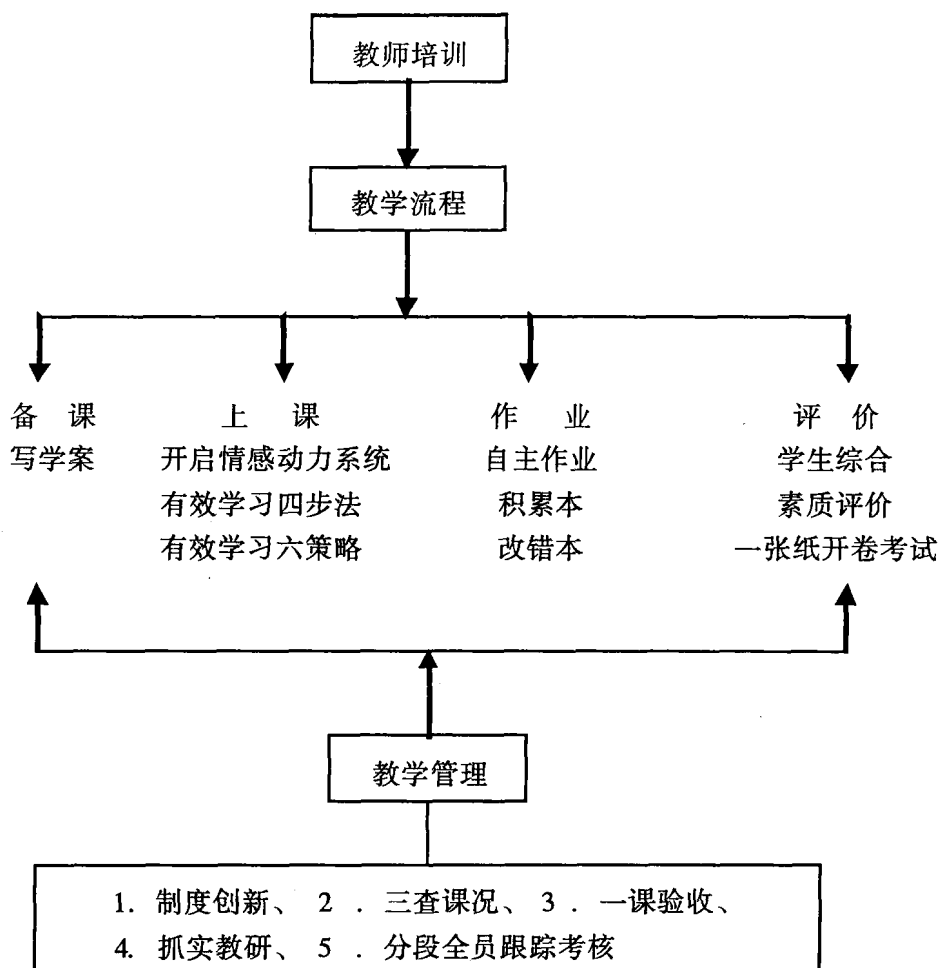 教师培训
教学流程
备 课
写学案
上 课
开启情感动力系统
有效学习四步法
有效学习六策略
作 业
自主作业
积累本
改错本
评 价
学生综合
素质评价
一张纸开卷考试
教学管理
1. 制度创新、 2 . 三查课况、 3 . 一课验收、
4. 抓实教研、 5 . 分段全员跟踪考核